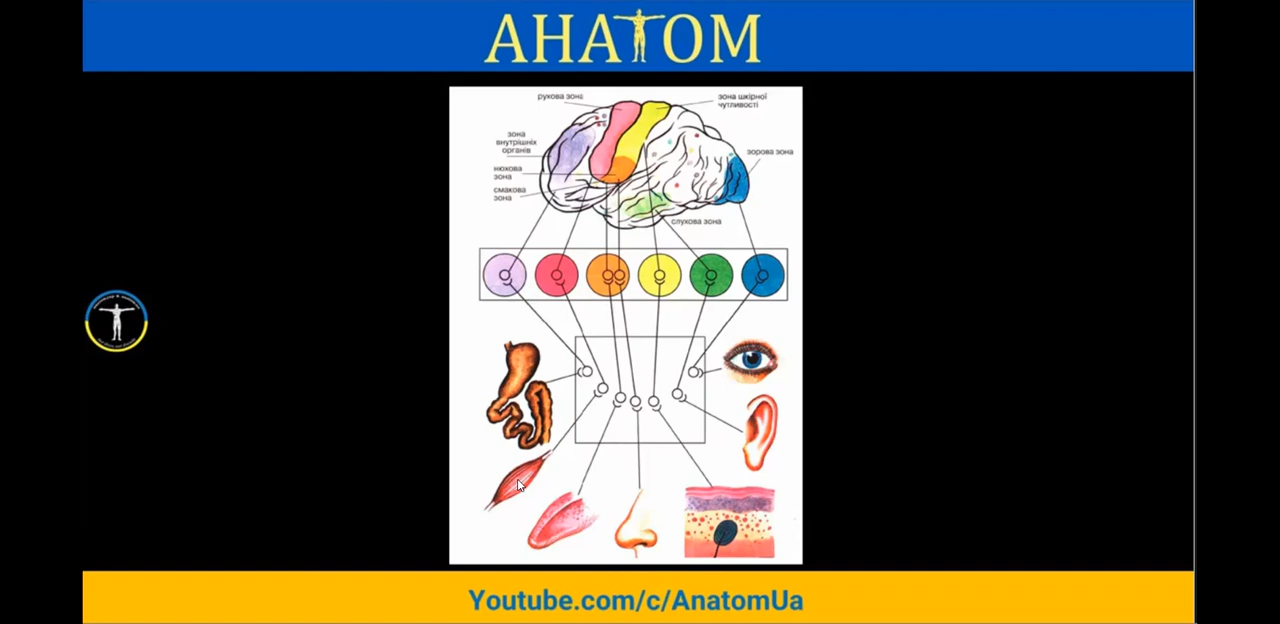 АНАТОМ
рухова зона
зона шкірної
чутливості
зона
внутрішніх
органів
зорова зона
нюхова
зона
смакова
зона
слухова зона
Youtube.com/c/AnatomUa